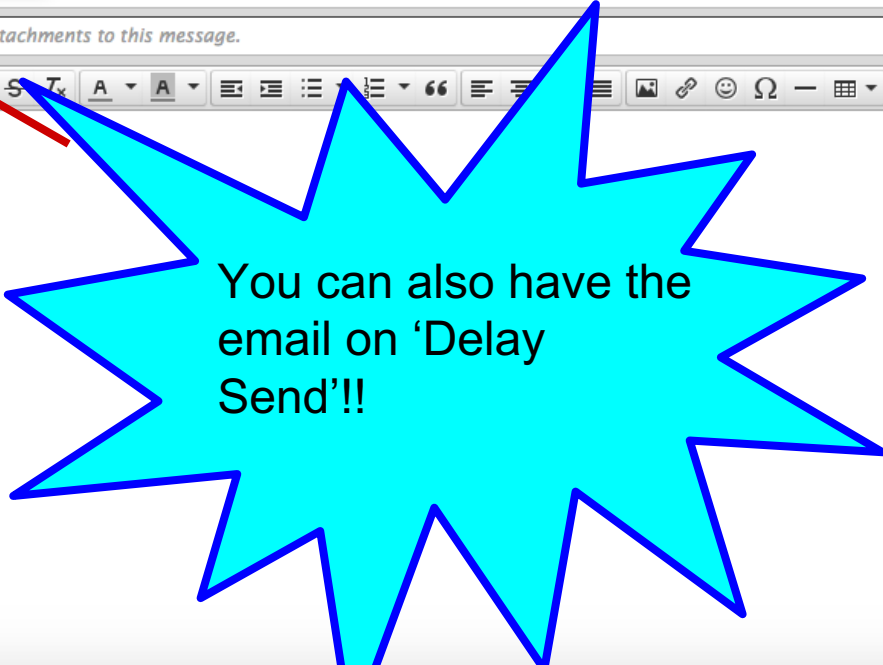 tachments to this message.
You can also have the
email on ‘Delay
Send’!!